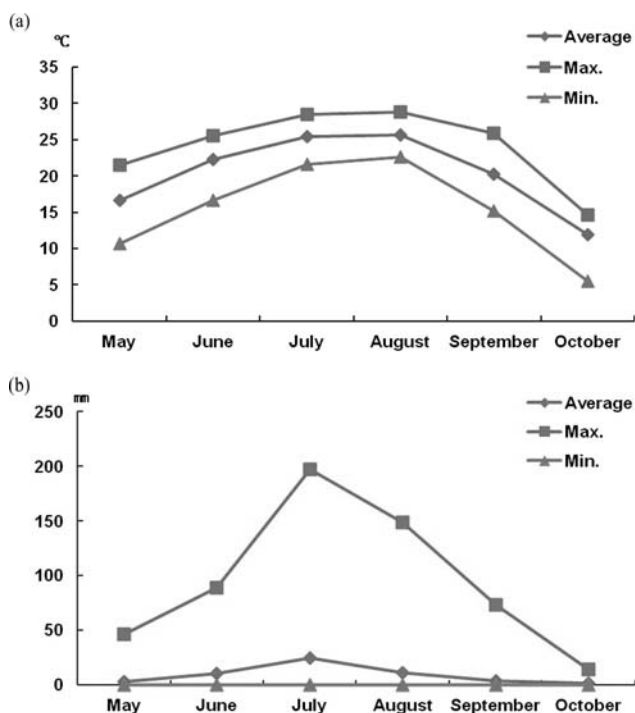 (a)
℃
Average
Max.
Min.
35
30
25
20
15
10
5
0
May June July August September October
(b)
mm
Average
Max.
Min.
250
200
150
100
50
0
May June July August September October